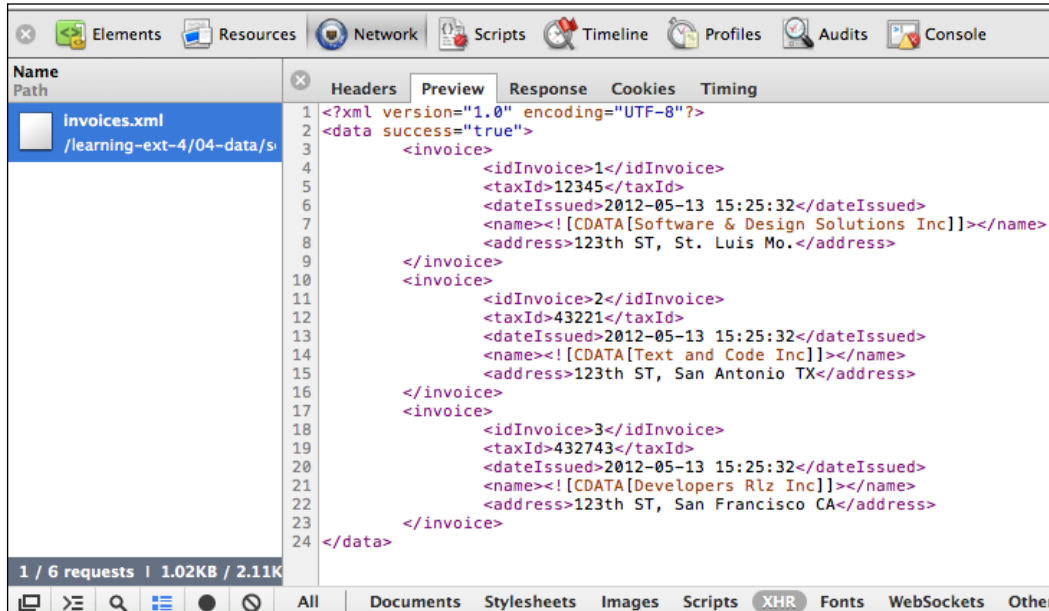 Elements Resources Network Scripts Timeline Profiles Audits Console
Name
Path
Headers Preview Response Cookies Timing
invoices.xml
/learning-ext-4/04-data/s
1 <?xml version="1.0" encoding="UTF-8"?>
2 <data success="true">
3 <invoice>
4 <idInvoice>1</idInvoice>
5 <taxId>12345</taxId>
6 <dateIssued>2012-05-13 15:25:32</dateIssued>
7 <name><![CDATA[Software & Design Solutions Inc]]></name>
8 <address>123th ST, St. Luis Mo.</address>
9 </invoice>
10 <invoice>
11 <idInvoice>2</idInvoice>
12 <taxId>43221</taxId>
13 <dateIssued>2012-05-13 15:25:32</dateIssued>
14 <name><![CDATA[Text and Code Inc]]></name>
15 <address>123th ST, San Antonio TX</address>
16 </invoice>
17 <invoice>
18 <idInvoice>3</idInvoice>
19 <taxId>432743</taxId>
20 <dateIssued>2012-05-13 15:25:32</dateIssued>
21 <name><![CDATA[Developers Rlz Inc]]></name>
22 <address>123th ST, San Francisco CA</address>
23 </invoice>
24 </data>
1 / 6 requests | 1.02KB / 2.11K
All Documents Stylesheets Images Scripts XHR Fonts WebSockets Other